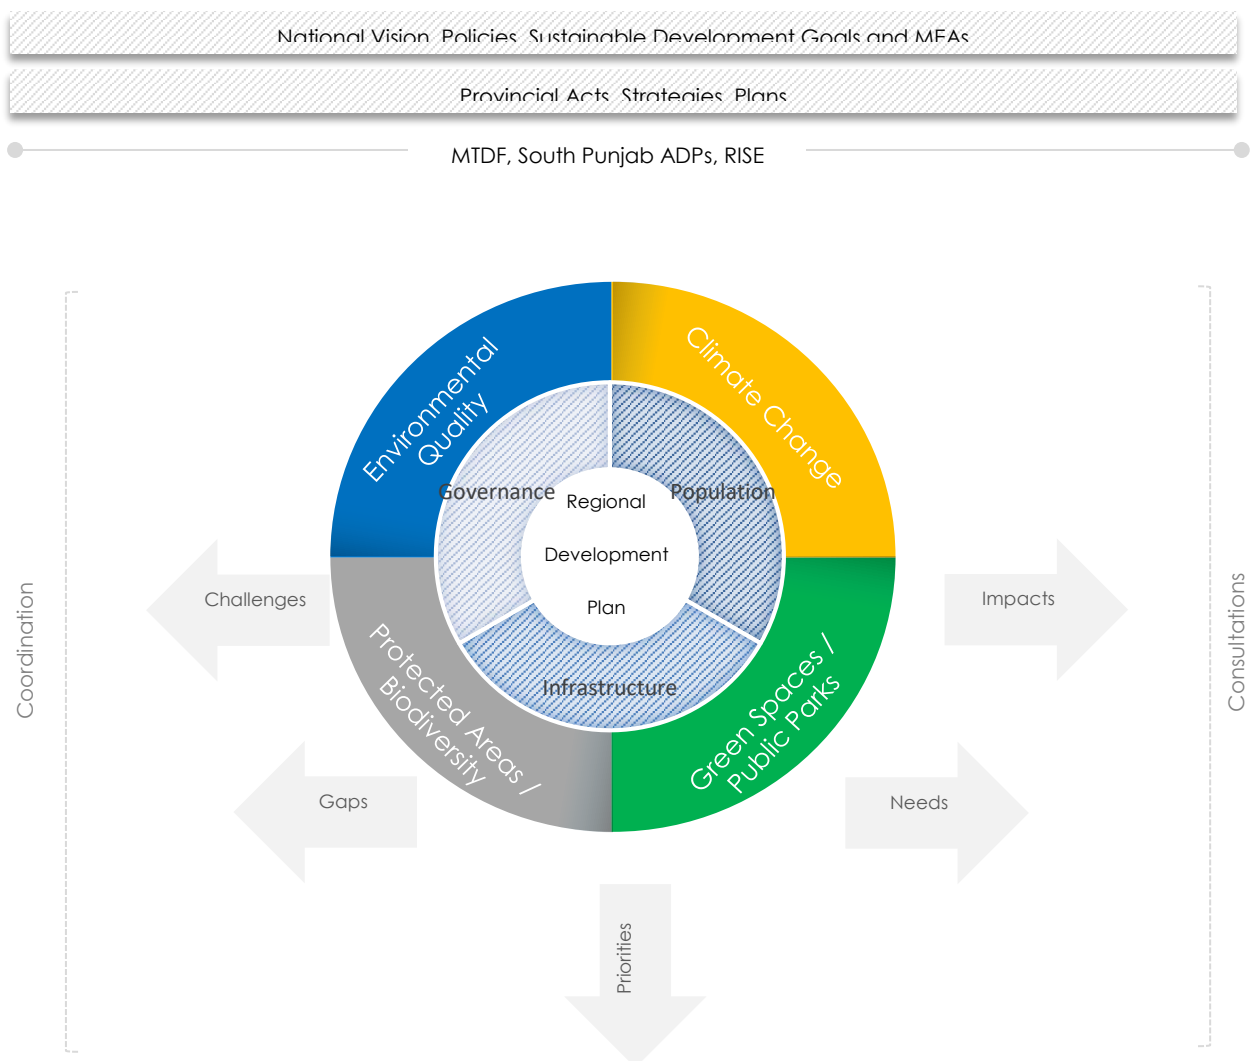 National Vision, Policies, Sustainable Development Goals and MEAs
Provincial Acts, Strategies, Plans
MTDF, South Punjab ADPs, RISE
Environmental
Quality
Climate Change
Governance
Population
Regional
Development
Plan
Infrastructure
Protected Areas /
Biodiversity
Green Spaces /
Public Parks
Coordination
Challenges
Impacts
Consultations
Gaps
Needs
Priorities